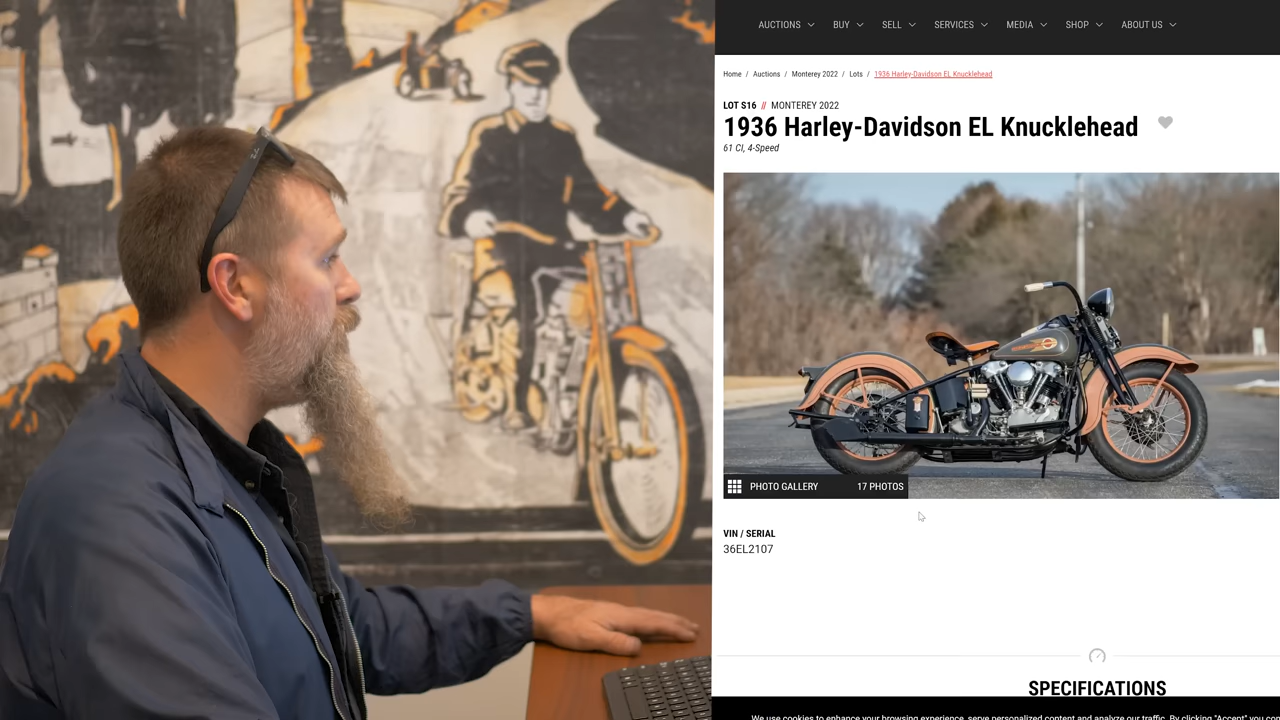 AUCTIONS BUY SELL SERVICES MEDIA SHOP ABOUT US
Home / Auctions / Monterey 2022 / Lots / 1936 Harley-Davidson EL Knucklehead
LOT S16 // MONTEREY 2022
1936 Harley-Davidson EL Knucklehead
61 CI, 4-Speed
PHOTO GALLERY 17 PHOTOS
VIN / SERIAL
36EL2107
SPECIFICATIONS
We use cookies to enhance your browsing experience, serve personalized content and analyze our traffic. By clicking "Accept" you